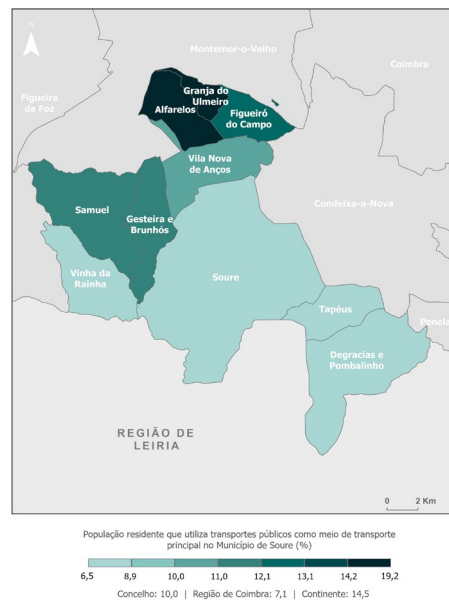 N
Montemor-o-Velho
Coimbra
Figueira
da Foz
Granja do
Ulmeiro
Alfarelos
Figueiró
do Campo
Vila Nova
de Anços
Condeixa-a-Nova
Samuel
Gesteira e
Brunhós
Vinha da
Rainha
Soure
Tapéus
Penela
Degracias e
Pombalinho
REGIÃO DE
LEIRIA
0 2 Km
População residente que utiliza transportes públicos como meio de transporte
principal no Município de Soure (%)
6,5 8,9 10,0 11,0 12,1 13,1 14,2 19,2
Concelho: 10,0 | Região de Coimbra: 7,1 | Continente: 14,5